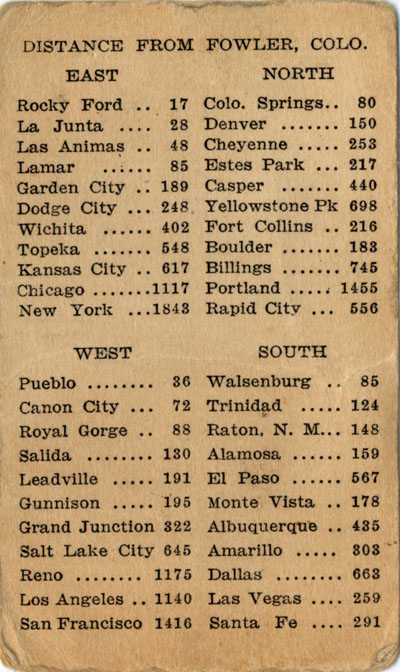 DISTANCE FROM FOWLER, COLO.
EAST
Rocky Ford .. 17
La Junta .... 28
Las Animas .. 48
Lamar ...... 85
Garden City .. 189
Dodge City ... 248
Wichita ...... 402
Topeka ....... 548
Kansas City .. 617
Chicago .......1117
New York ...1843
NORTH
Colo. Springs.. 80
Denver ....... 150
Cheyenne ..... 253
Estes Park ... 217
Casper ....... 440
Yellowstone Pk 698
Fort Collins .. 216
Boulder ....... 183
Billings ....... 745
Portland ..... 1455
Rapid City ... 556
WEST
Pueblo ........ 36
Canon City ... 72
Royal Gorge .. 88
Salida ........ 130
Leadville ..... 191
Gunnison ..... 195
Grand Junction 322
Salt Lake City 645
Reno ........ 1175
Los Angeles .. 1140
San Francisco 1416
SOUTH
Walsenburg .. 85
Trinidad ..... 124
Raton, N. M... 148
Alamosa ...... 159
El Paso ...... 567
Monte Vista .. 178
Albuquerque .. 435
Amarillo ..... 303
Dallas ........ 663
Las Vegas .... 259
Santa Fe .... 291